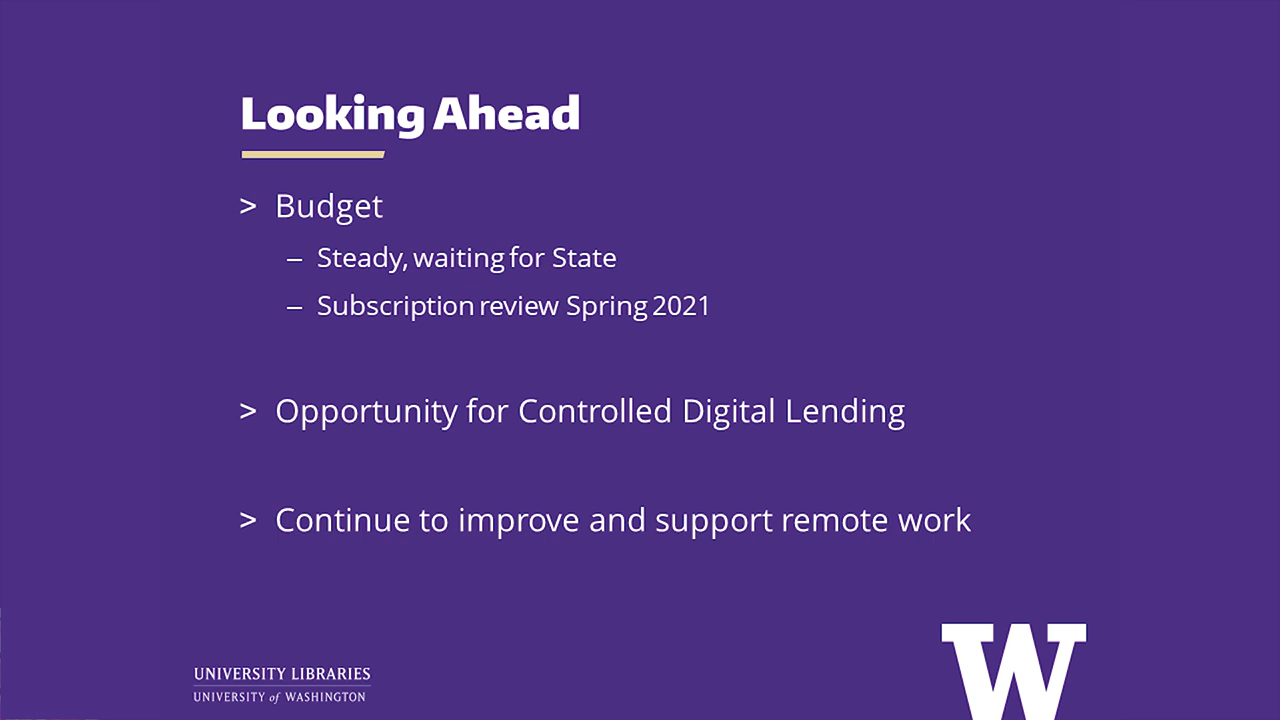 Looking Ahead
> Budget
– Steady, waiting for State
– Subscription review Spring 2021
> Opportunity for Controlled Digital Lending
> Continue to improve and support remote work
UNIVERSITY LIBRARIES
UNIVERSITY of WASHINGTON
W